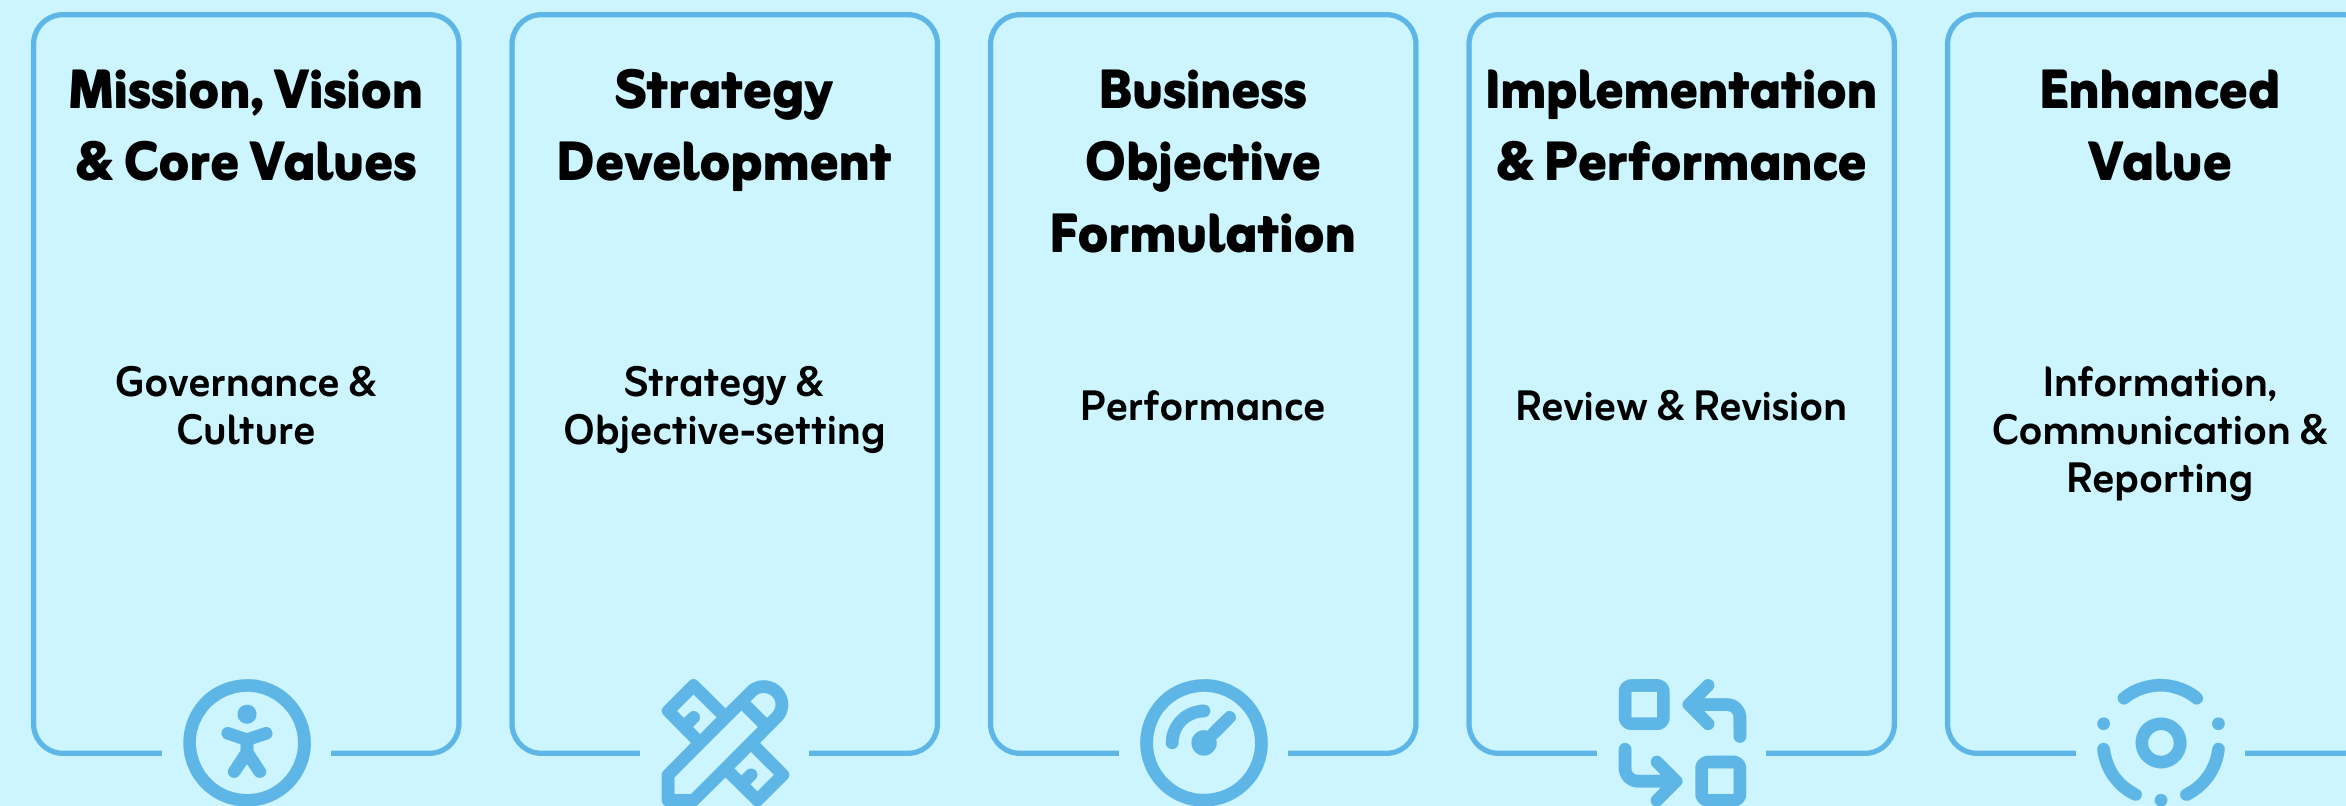 Mission, Vision
& Core Values
Governance &
Culture
Strategy
Development
Strategy &
Objective-setting
Business
Objective
Formulation
Performance
Implementation
& Performance
Review & Revision
Enhanced
Value
Information,
Communication &
Reporting